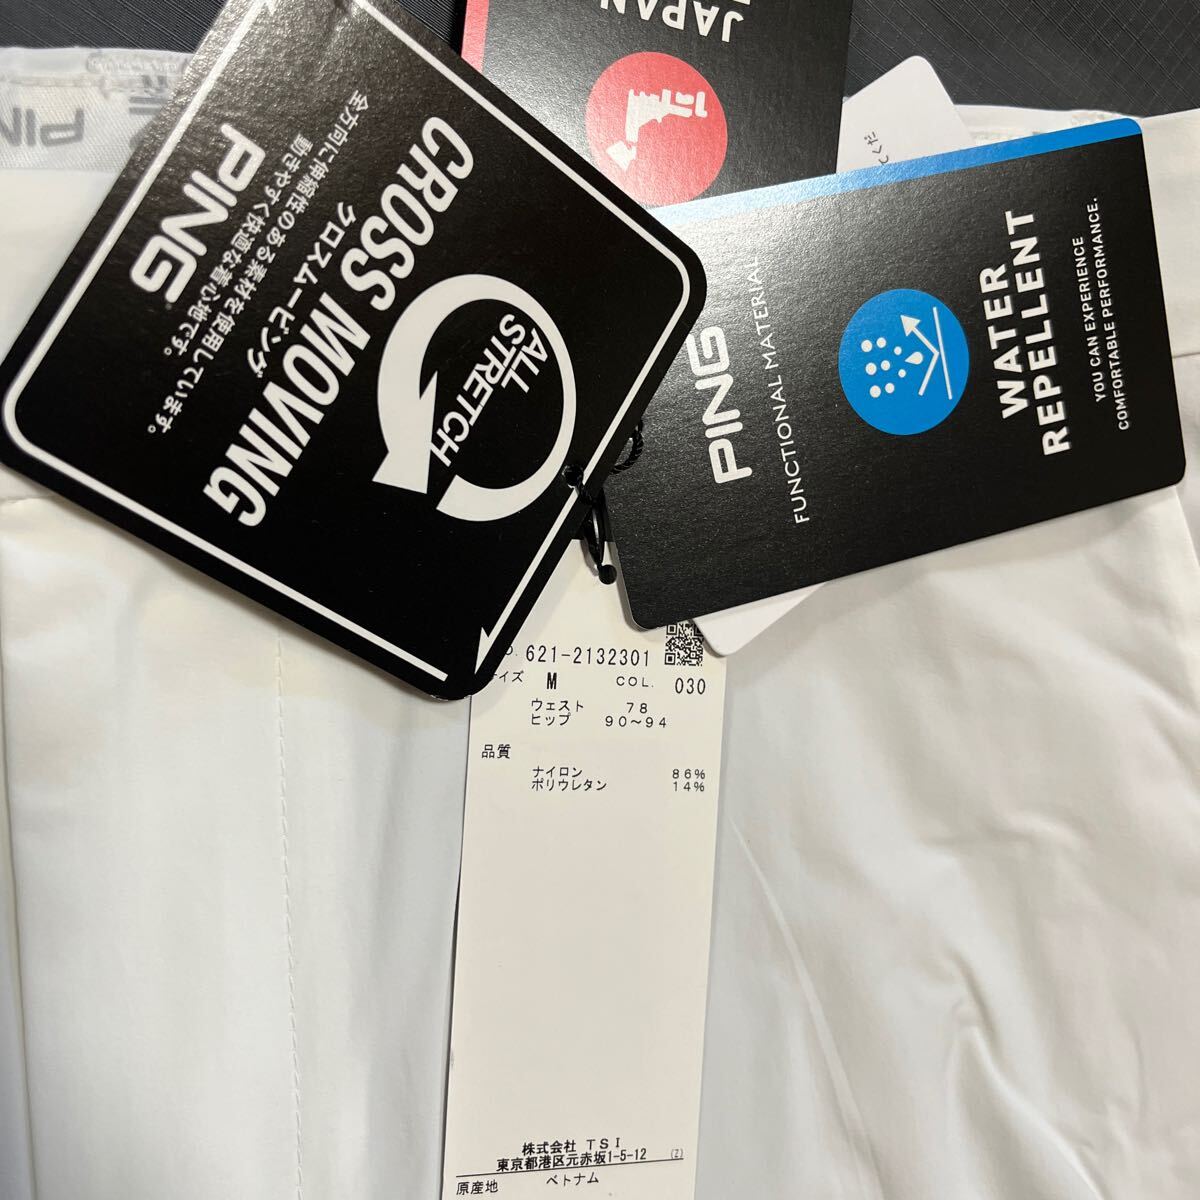 CROSS MOVING
クロスムービング
全方向に伸縮性のある素材を使用しています。
動きやすく快適な着心地です。
PING
ALL
STRETCH
JAPAN
PING
FUNCTIONAL MATERIAL
WATER
REPELLENT
YOU CAN EXPERIENCE
COMFORTABLE PERFORMANCE.
621-2132301
イズ M COL. 030
ウェスト 78
ヒップ 90〜94
品質
ナイロン 86%
ポリウレタン 14%
株式会社 TSI
東京都港区元赤坂1-5-12 (Z)
原産地 ベトナム
PING